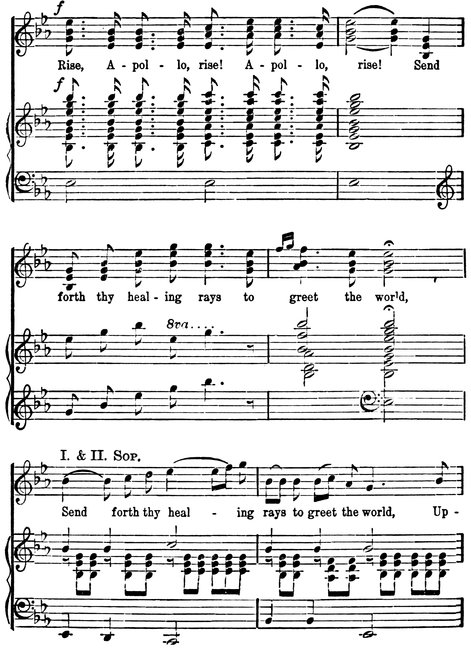 f
Rise, A - pol - lo, rise! A - pol - lo, rise! Send
f
forth thy heal - ing rays to greet the world,
8va.....
I. & II. SOP.
Send forth thy heal - ing rays to greet the world, Up-